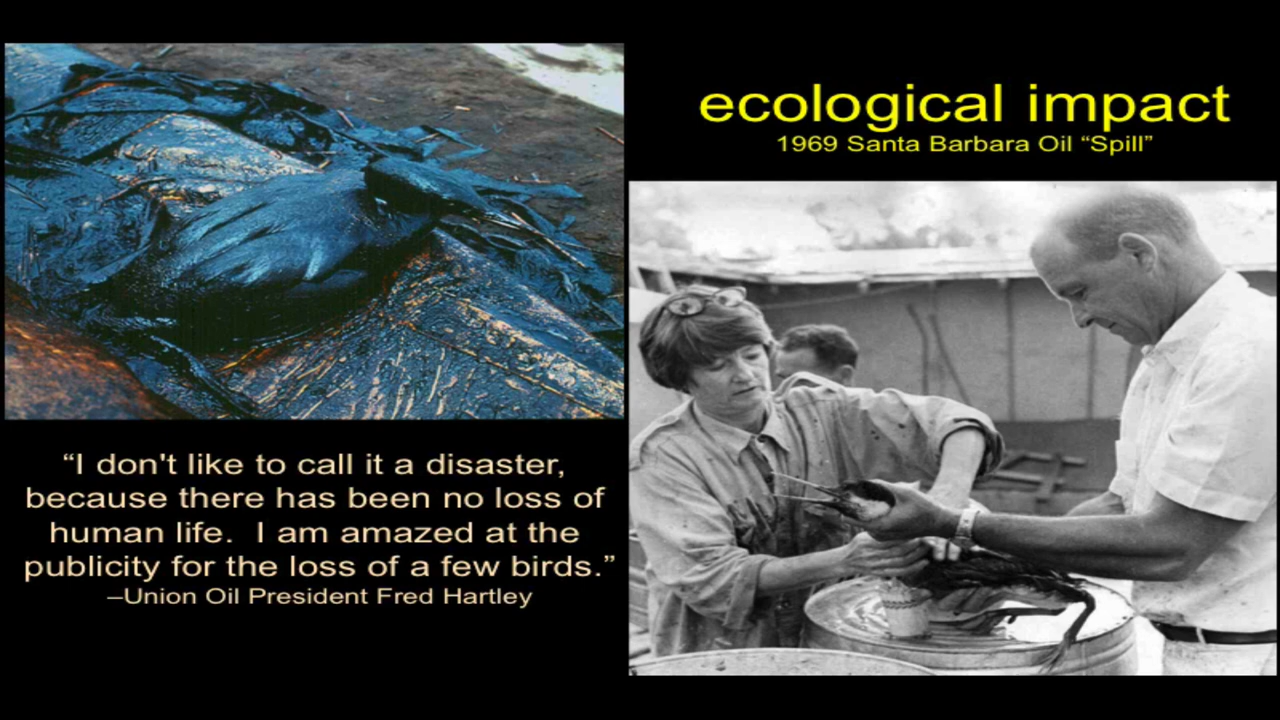 ecological impact
1969 Santa Barbara Oil “Spill”
“I don't like to call it a disaster,
because there has been no loss of
human life.  I am amazed at the
publicity for the loss of a few birds.”
–Union Oil President Fred Hartley